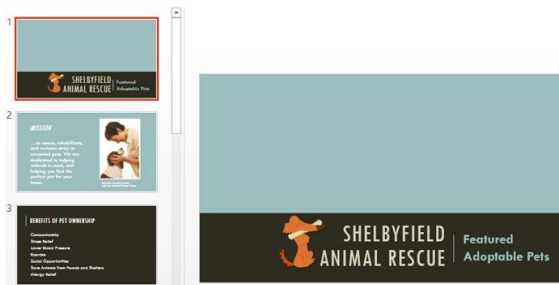 1
SHELBYFIELD
ANIMAL RESCUE
Featured
Adoptable Pets
2
MISSION
...to rescue, rehabilitate,
and re-home stray or
unwanted pets. We are
dedicated to helping
animals in need, and
helping you find the
perfect pet for your
home.
3
BENEFITS OF PET OWNERSHIP
Companionship
Stress Relief
Lower Blood Pressure
Exercise
Social Opportunities
Save Animals from Pounds and Shelters
Allergy Relief
SHELBYFIELD
ANIMAL RESCUE
Featured
Adoptable Pets